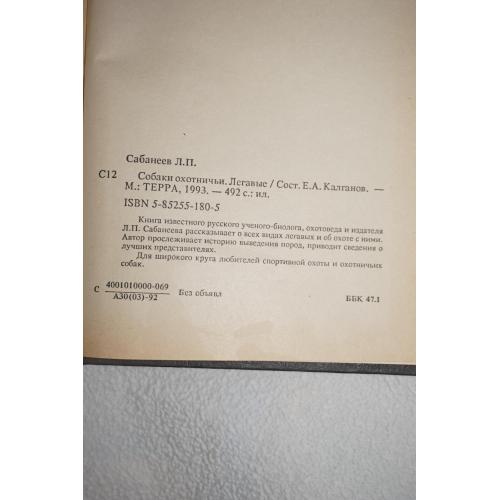 Сабанеев Л.П.
С12 Собаки охотничьи. Легавые / Сост. Е.А. Калганов. —
М.: ТЕРРА, 1993. — 492 с.: ил.
ISBN 5-85255-180-5
Книга известного русского ученого-биолога, охотоведа и издателя
Л.П. Сабанеева рассказывает о всех видах легавых и об охоте с ними.
Автор прослеживает историю выведения пород, приводит сведения о
лучших представителях.
Для широкого круга любителей спортивной охоты и охотничьих
собак.
С 4001010000-069
А30(03)-92 Без объявл ББК 47.1